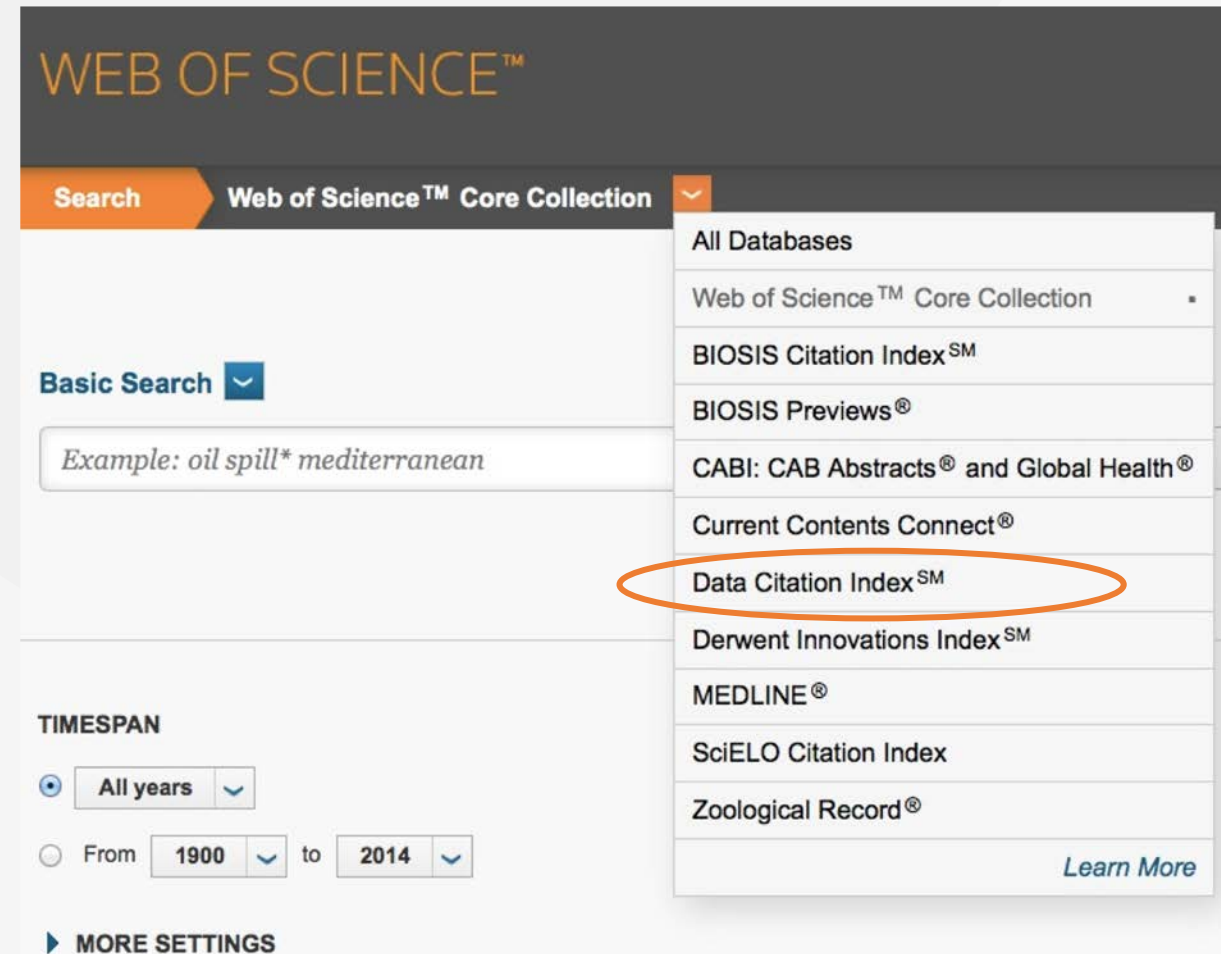 WEB OF SCIENCE™
Search
Web of Science™ Core Collection
All Databases
Web of Science™ Core Collection
BIOSIS Citation Index℠
BIOSIS Previews®
CABI: CAB Abstracts® and Global Health®
Current Contents Connect®
Data Citation Index℠
Derwent Innovations Index℠
MEDLINE®
SciELO Citation Index
Zoological Record®
Learn More
Basic Search
Example: oil spill* mediterranean
TIMESPAN
All years
From 1900 to 2014
MORE SETTINGS